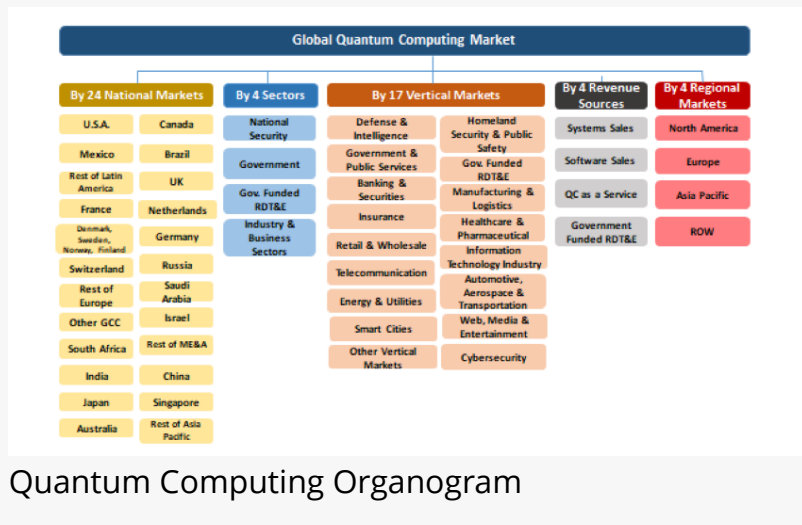 Global Quantum Computing Market
By 24 National Markets
U.S.A.
Canada
Mexico
Brazil
Rest of Latin
America
UK
France
Netherlands
Denmark,
Sweden,
Norway, Finland
Germany
Switzerland
Russia
Rest of
Europe
Saudi
Arabia
Other GCC
Israel
South Africa
Rest of ME&A
India
China
Japan
Singapore
Australia
Rest of Asia
Pacific
By 4 Sectors
National
Security
Government
Gov. Funded
RDT&E
Industry &
Business
Sectors
By 17 Vertical Markets
Defense &
Intelligence
Homeland
Security & Public
Safety
Government &
Public Services
Gov. Funded
RDT&E
Banking &
Securities
Manufacturing &
Logistics
Insurance
Healthcare &
Pharmaceutical
Retail & Wholesale
Information
Technology Industry
Telecommunication
Automotive,
Aerospace &
Transportation
Energy & Utilities
Web, Media &
Entertainment
Smart Cities
Cybersecurity
Other Vertical
Markets
By 4 Revenue
Sources
Systems Sales
Software Sales
QC as a Service
Government
Funded RDT&E
By 4 Regional
Markets
North America
Europe
Asia Pacific
ROW
Quantum Computing Organogram